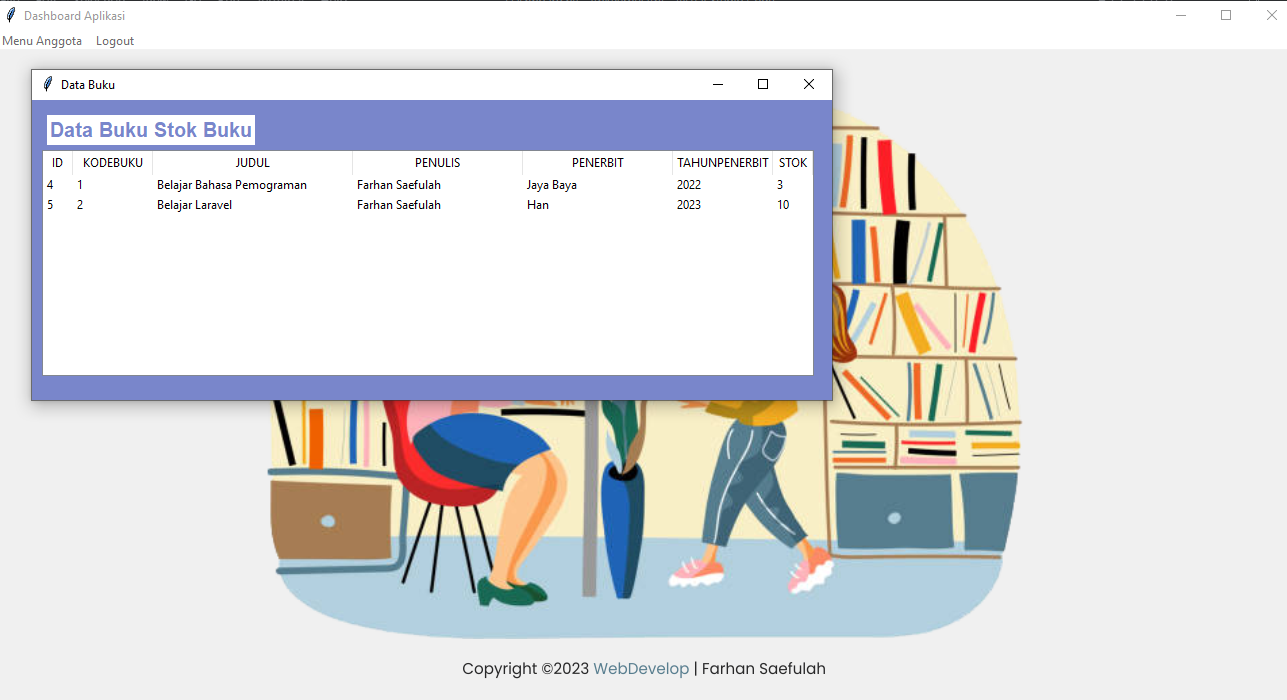 Dashboard Aplikasi
Menu Anggota Logout
Data Buku
Data Buku Stok Buku
ID KODEBUKU JUDUL PENULIS PENERBIT TAHUNPENERBIT STOK
4 1 Belajar Bahasa Pemograman Farhan Saefulah Jaya Baya 2022 3
5 2 Belajar Laravel Farhan Saefulah Han 2023 10
Copyright ©2023 WebDevelop | Farhan Saefulah